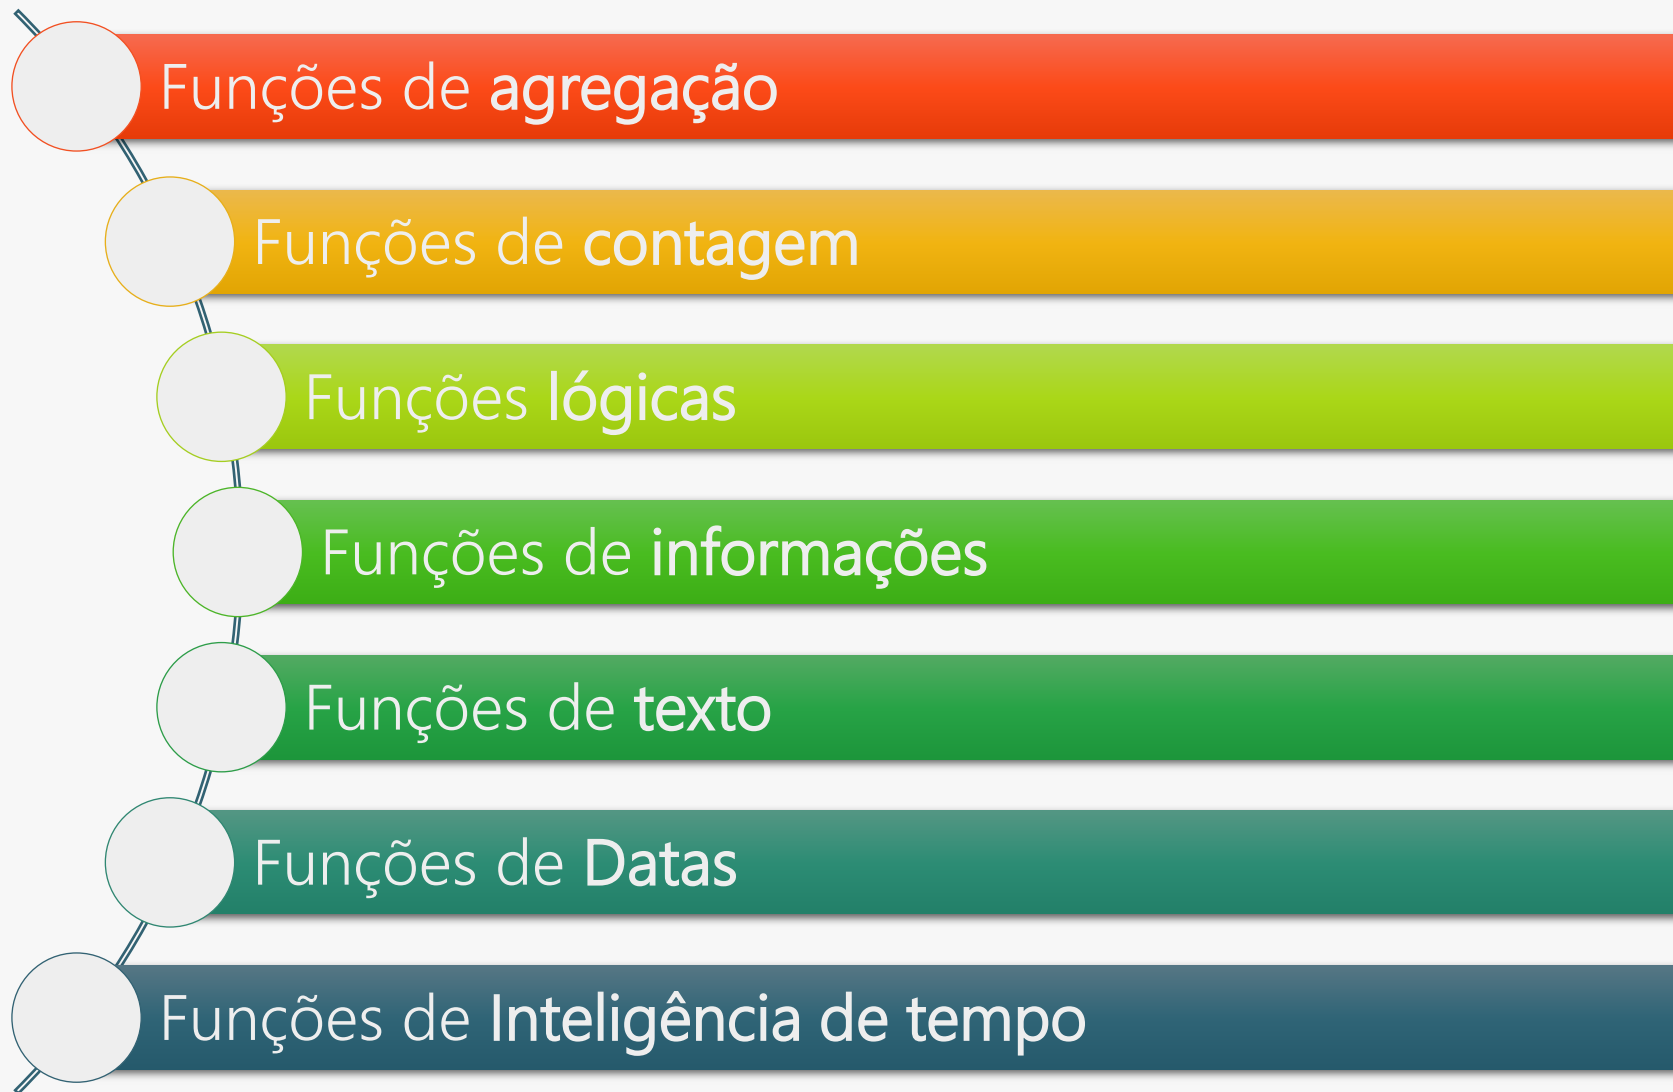 Funções de agregação
Funções de contagem
Funções lógicas
Funções de informações
Funções de texto
Funções de Datas
Funções de Inteligência de tempo